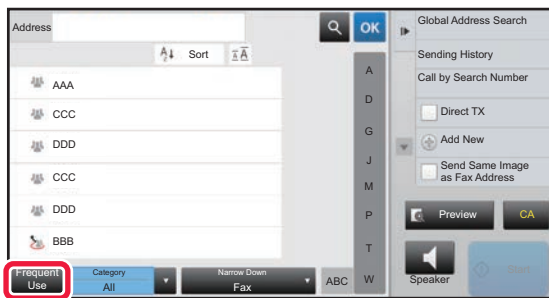 Address
OK
A
Z
Sort
A A
AAA
CCC
DDD
CCC
DDD
BBB
A
D
G
J
M
P
T
W
Frequent
Use
Category
All
Narrow Down
Fax
ABC
Global Address Search
Sending History
Call by Search Number
Direct TX
Add New
Send Same Image
as Fax Address
Preview
CA
Speaker
Start